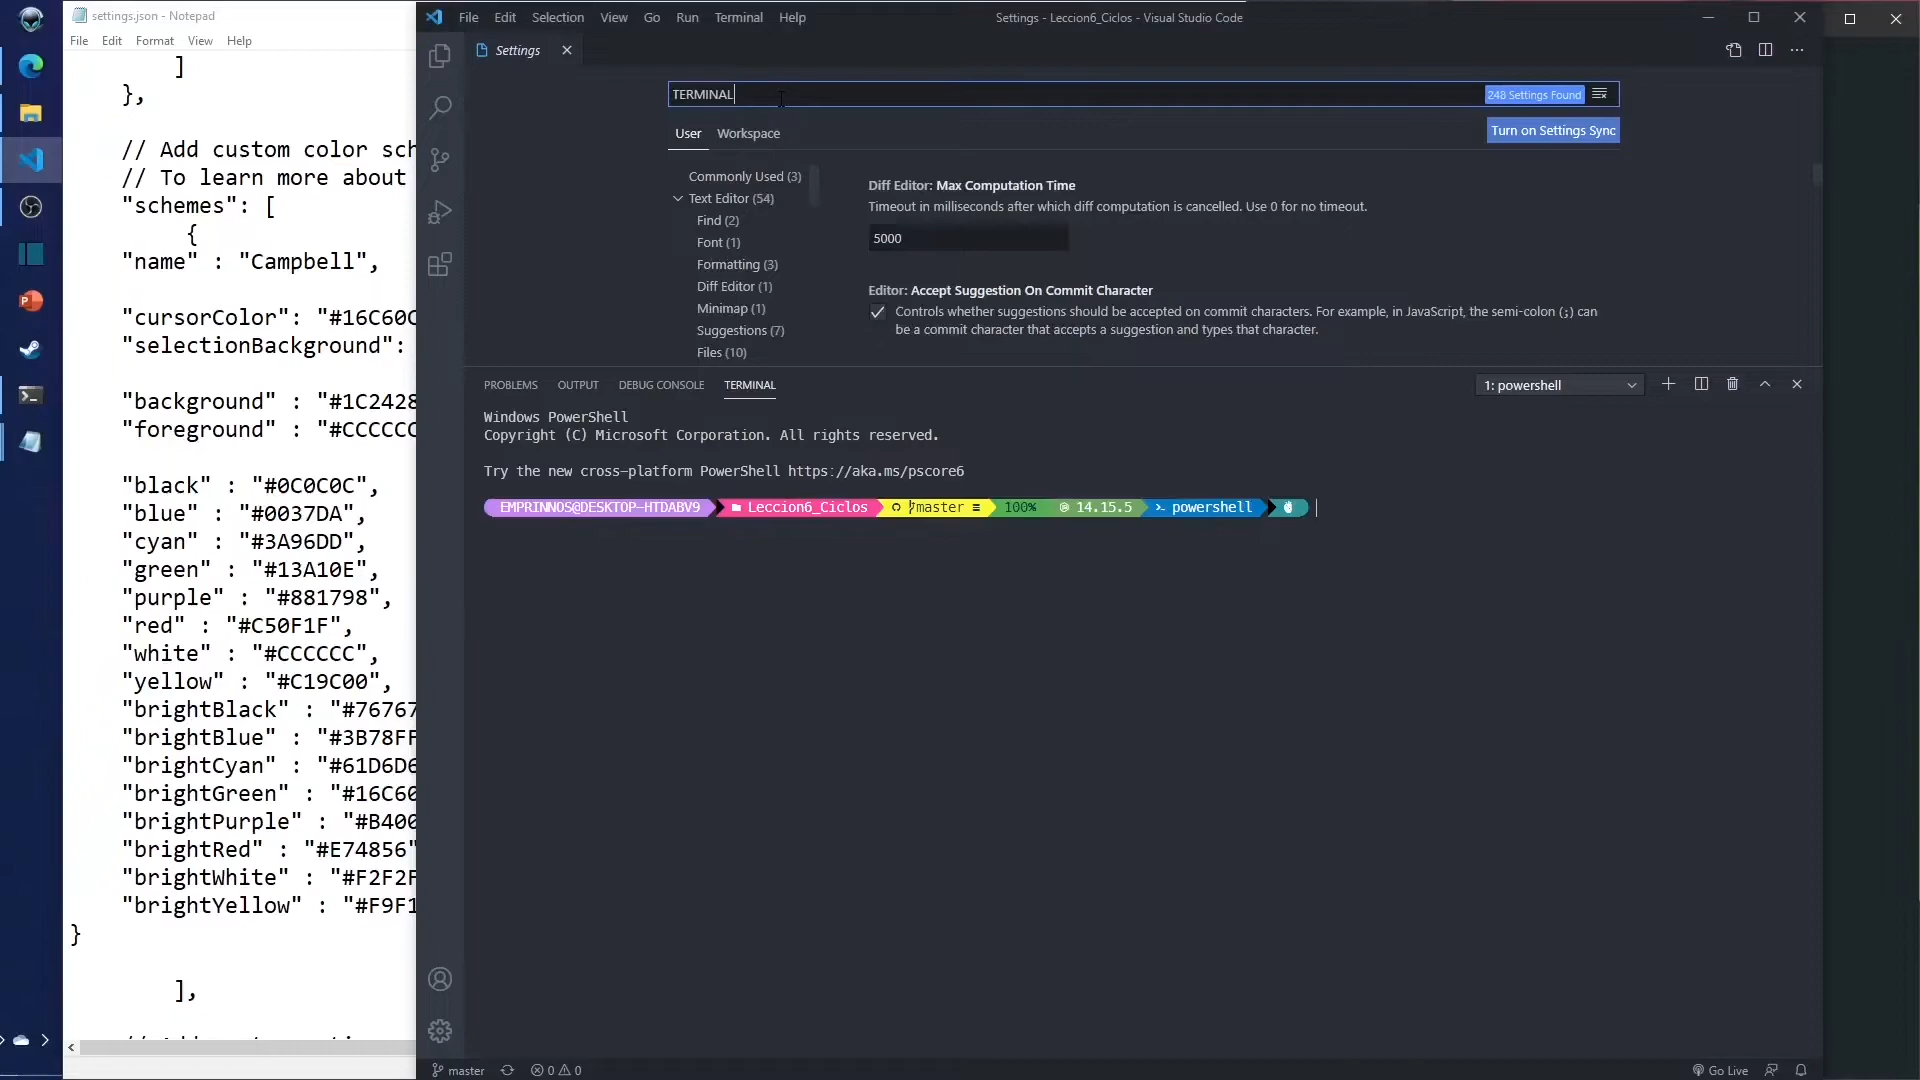 settings.json - Notepad
File Edit Format View Help
]
},
// Add custom color sch
// To learn more about
"schemes": [
{
"name" : "Campbell",
"cursorColor": "#16C60C
"selectionBackground":
"background" : "#1C2428
"foreground" : "#CCCCCC
"black" : "#0C0C0C",
"blue" : "#0037DA",
"cyan" : "#3A96DD",
"green" : "#13A10E",
"purple" : "#881798",
"red" : "#C50F1F",
"white" : "#CCCCCC",
"yellow" : "#C19C00",
"brightBlack" : "#76767
"brightBlue" : "#3B78FF
"brightCyan" : "#61D6D6
"brightGreen" : "#16C60
"brightPurple" : "#B400
"brightRed" : "#E74856"
"brightWhite" : "#F2F2F
"brightYellow" : "#F9F1
}
],
File Edit Selection View Go Run Terminal Help
Settings - Leccion6_Ciclos - Visual Studio Code
Settings
TERMINAL
248 Settings Found
User Workspace
Turn on Settings Sync
Commonly Used (3)
Text Editor (54)
Find (2)
Font (1)
Formatting (3)
Diff Editor (1)
Minimap (1)
Suggestions (7)
Files (10)
Diff Editor: Max Computation Time
Timeout in milliseconds after which diff computation is cancelled. Use 0 for no timeout.
5000
Editor: Accept Suggestion On Commit Character
Controls whether suggestions should be accepted on commit characters. For example, in JavaScript, the semi-colon (;) can
be a commit character that accepts a suggestion and types that character.
PROBLEMS OUTPUT DEBUG CONSOLE TERMINAL
1: powershell
Windows PowerShell
Copyright (C) Microsoft Corporation. All rights reserved.
Try the new cross-platform PowerShell https://aka.ms/pscore6
EMPRINNOS@DESKTOP-HTDABV9 Leccion6_Ciclos master ≡ 100% 14.15.5 powershell
master 0 0
Go Live